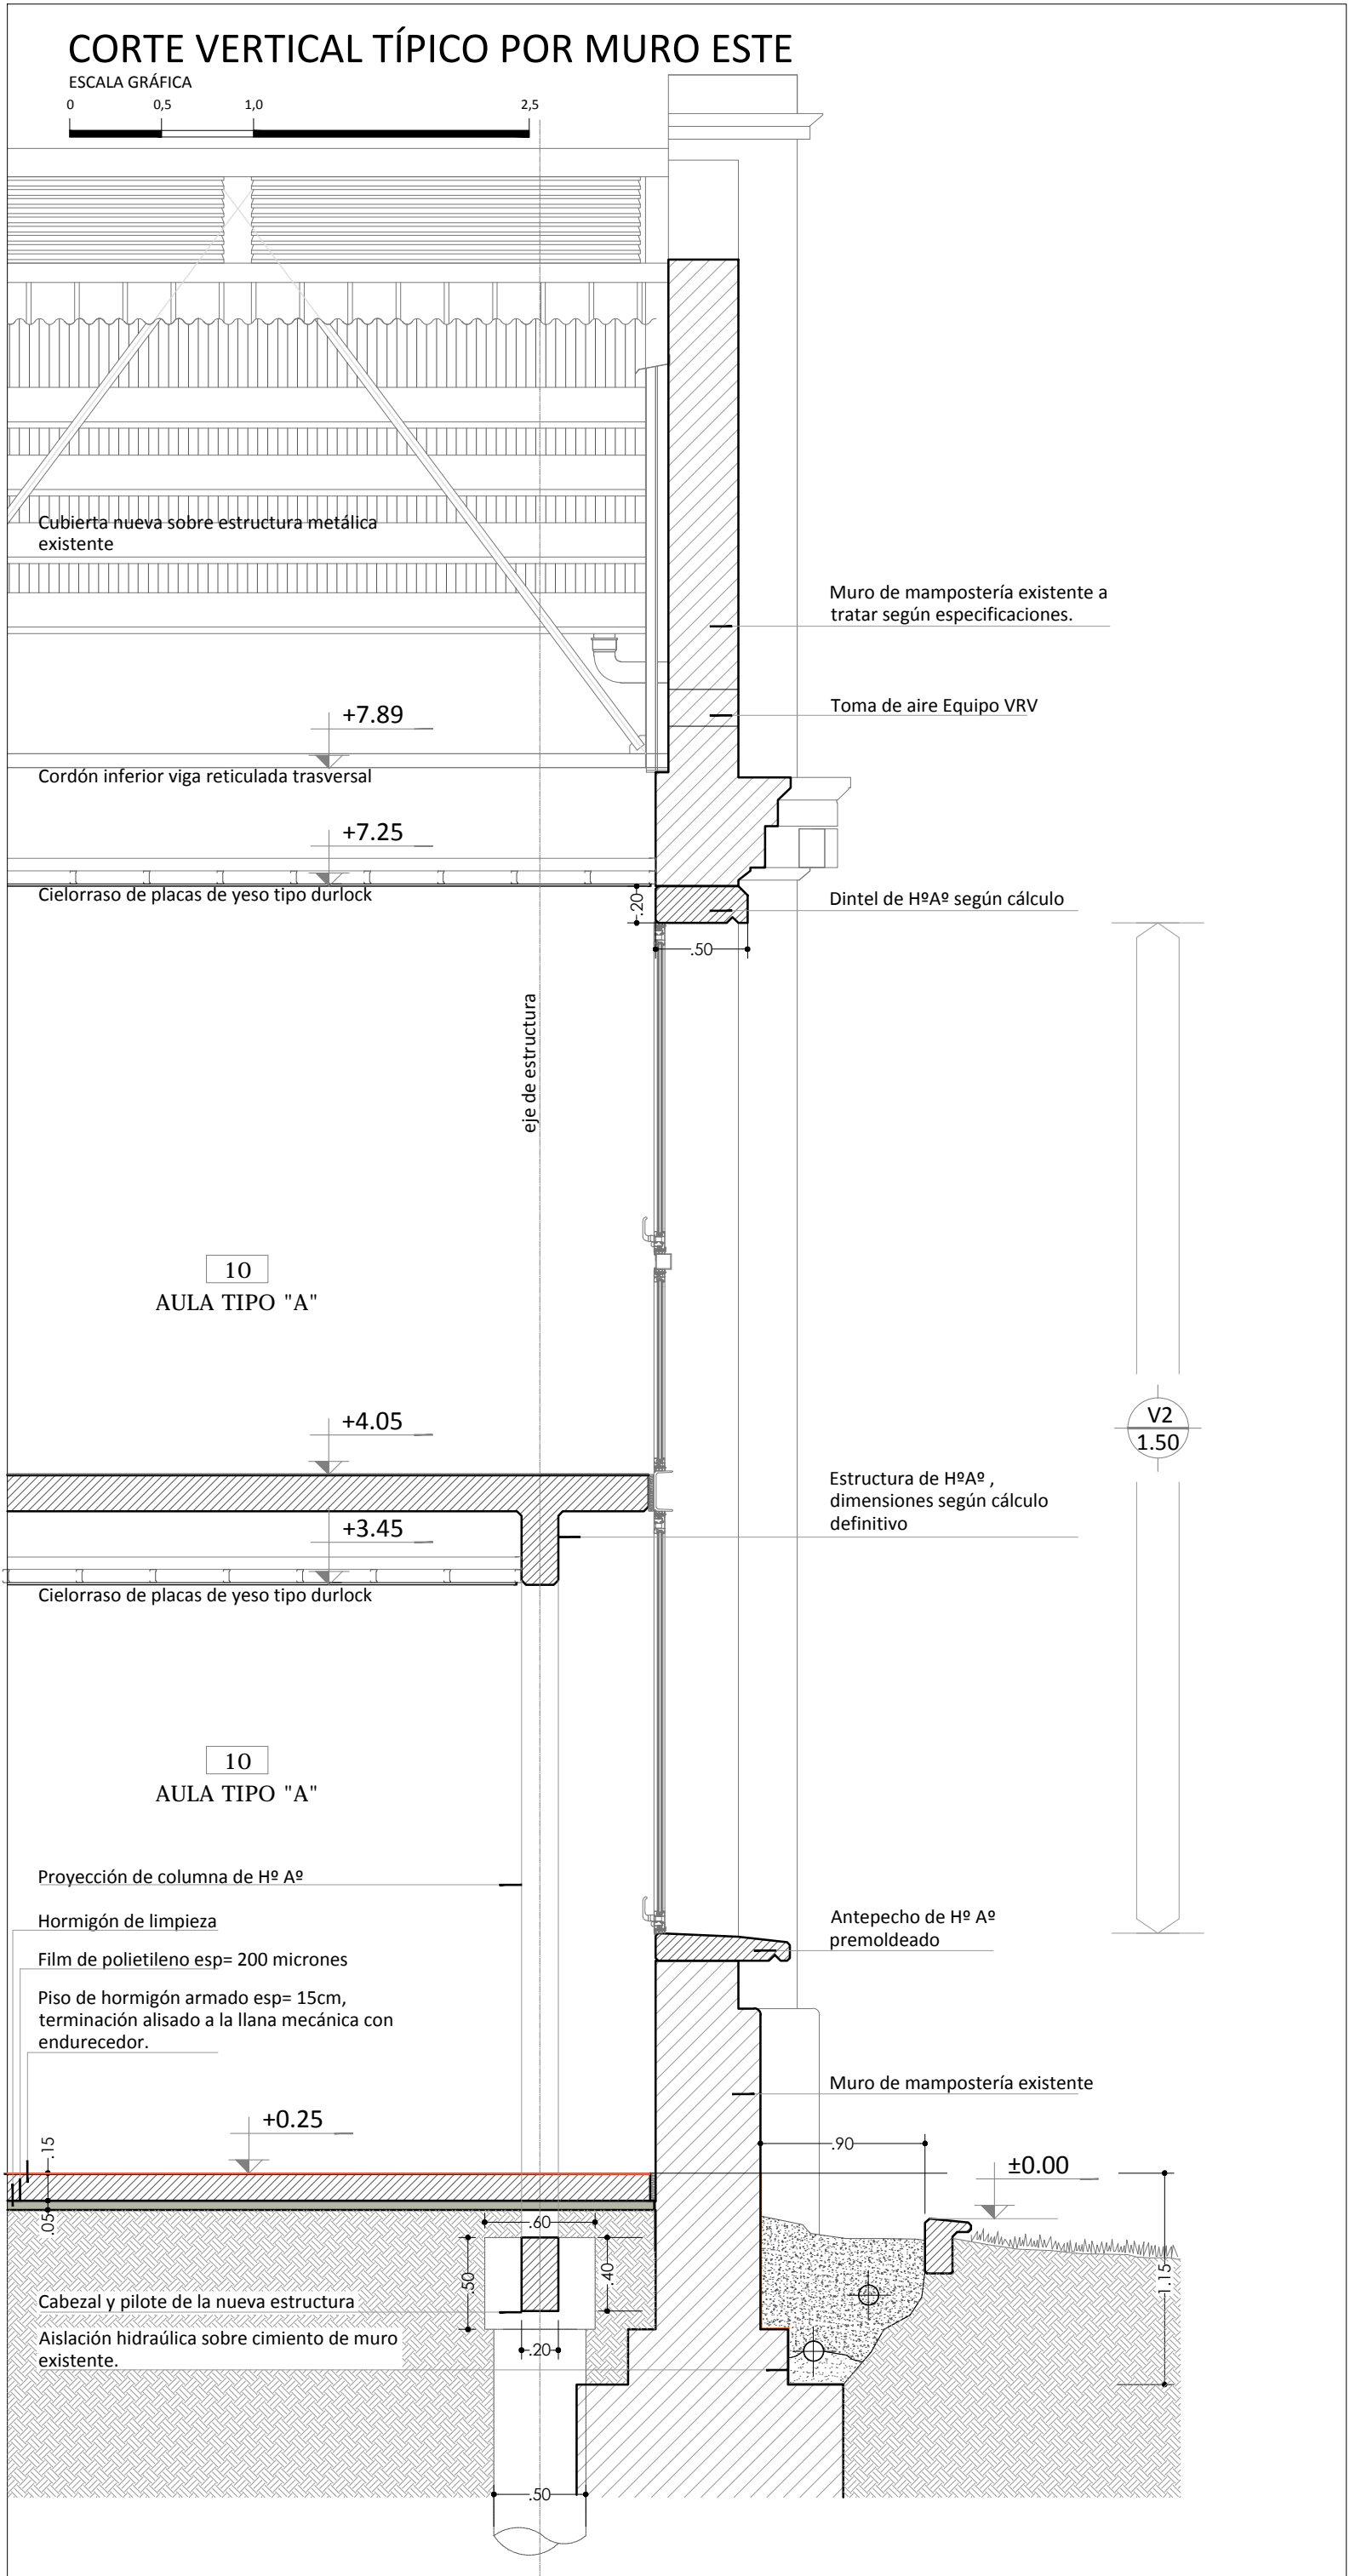 CORTE VERTICAL TÍPICO POR MURO ESTE
ESCALA GRÁFICA
0 0,5 1,0 2,5
Cubierta nueva sobre estructura metálica
existente
Muro de mampostería existente a
tratar según especificaciones.
Toma de aire Equipo VRV
+7.89
Cordón inferior viga reticulada trasversal
+7.25
Cielorraso de placas de yeso tipo durlock
.20
Dintel de HºAº según cálculo
.50
eje de estructura
10
AULA TIPO "A"
+4.05
V2
1.50
Estructura de HºAº ,
dimensiones según cálculo
definitivo
+3.45
Cielorraso de placas de yeso tipo durlock
10
AULA TIPO "A"
Proyección de columna de Hº Aº
Hormigón de limpieza
Film de polietileno esp= 200 micrones
Piso de hormigón armado esp= 15cm,
terminación alisado a la llana mecánica con
endurecedor.
Antepecho de Hº Aº
premoldeado
Muro de mampostería existente
+0.25
.15
.05
.90
±0.00
1.15
.60
.50
.40
.20
Cabezal y pilote de la nueva estructura
Aislación hidraúlica sobre cimiento de muro
existente.
.50